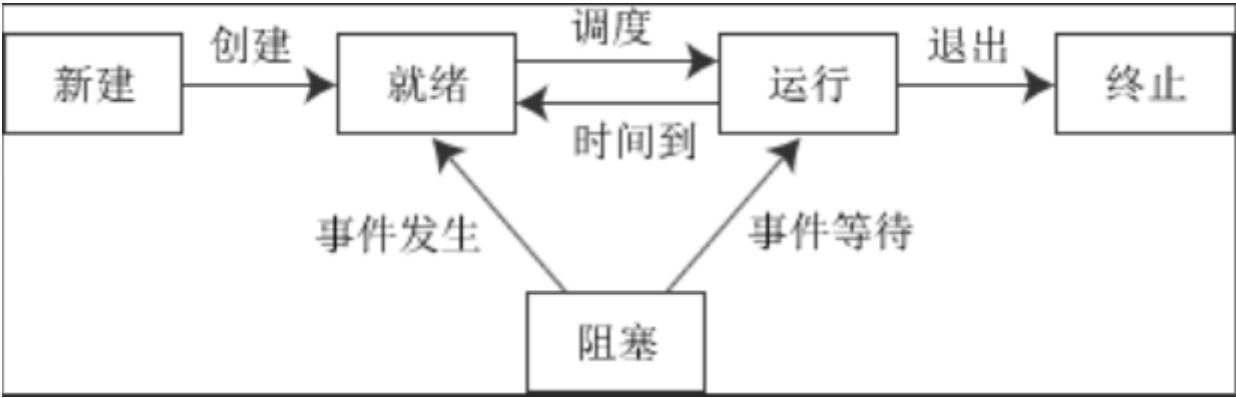 新建
创建
就绪
调度
时间到
运行
退出
终止
事件发生
事件等待
阻塞